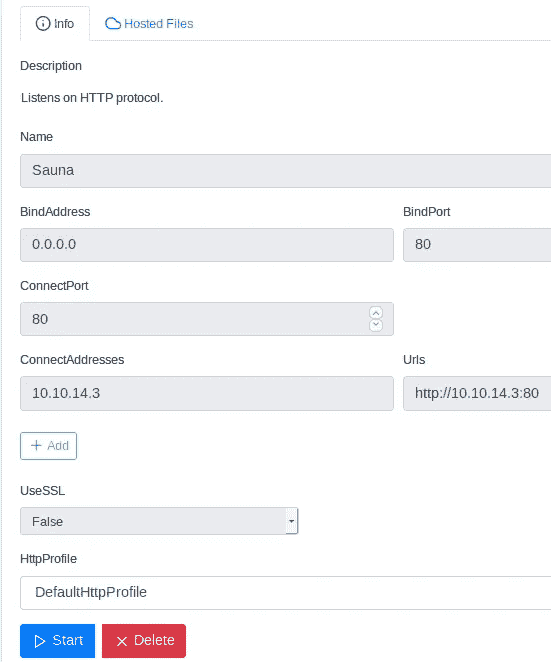 Info Hosted Files
Description
Listens on HTTP protocol.
Name
Sauna
BindAddress BindPort
0.0.0.0 80
ConnectPort
80
ConnectAddresses Urls
10.10.14.3 http://10.10.14.3:80
+ Add
UseSSL
False
HttpProfile
DefaultHttpProfile
Start Delete